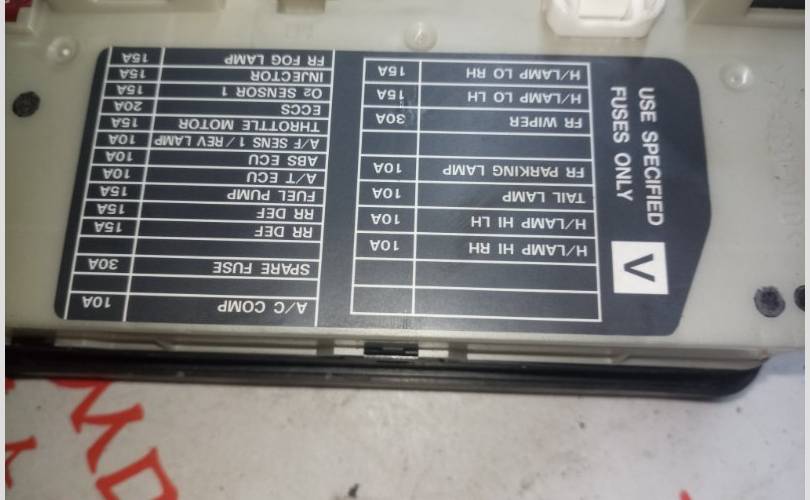 V
USE SPECIFIED
FUSES ONLY
H/LAMP HI RH 10A
H/LAMP HI LH 10A
TAIL LAMP 10A
FR PARKING LAMP 10A
FR WIPER 30A
H/LAMP LO LH 15A
H/LAMP LO RH 15A
A/C COMP 10A
SPARE FUSE 30A
RR DEF 15A
RR DEF 15A
FUEL PUMP 15A
A/T ECU 10A
ABS ECU 10A
A/F SENS 1/REV LAMP 10A
THROTTLE MOTOR 15A
ECCS 20A
O2 SENSOR 1 15A
INJECTOR 15A
FR FOG LAMP 15A